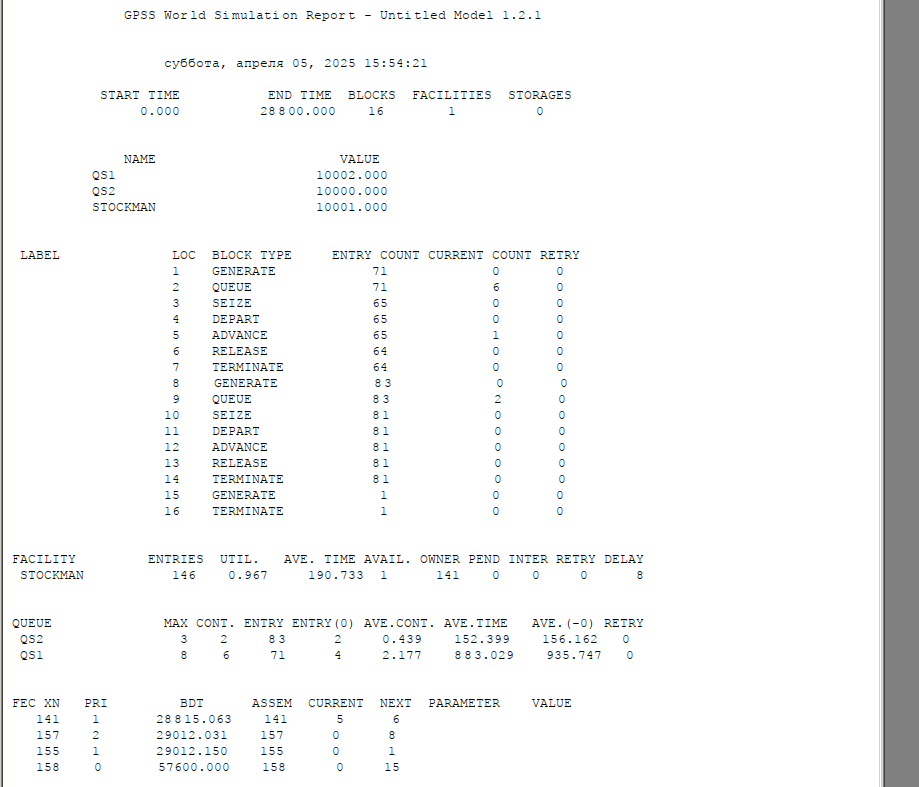 GPSS World Simulation Report - Untitled Model 1.2.1
суббота, апреля 05, 2025 15:54:21
START TIME END TIME BLOCKS FACILITIES STORAGES
0.000 28800.000 16 1 0
NAME VALUE
QS1 10002.000
QS2 10000.000
STOCKMAN 10001.000
LABEL LOC BLOCK TYPE ENTRY COUNT CURRENT COUNT RETRY
1 GENERATE 71 0 0
2 QUEUE 71 6 0
3 SEIZE 65 0 0
4 DEPART 65 0 0
5 ADVANCE 65 1 0
6 RELEASE 64 0 0
7 TERMINATE 64 0 0
8 GENERATE 83 0 0
9 QUEUE 83 2 0
10 SEIZE 81 0 0
11 DEPART 81 0 0
12 ADVANCE 81 0 0
13 RELEASE 81 0 0
14 TERMINATE 81 0 0
15 GENERATE 1 0 0
16 TERMINATE 1 0 0
FACILITY ENTRIES UTIL. AVE. TIME AVAIL. OWNER PEND INTER RETRY DELAY
STOCKMAN 146 0.967 190.733 1 141 0 0 0 8
QUEUE MAX CONT. ENTRY ENTRY(0) AVE.CONT. AVE.TIME AVE.(-0) RETRY
QS2 3 2 83 2 0.439 152.399 156.162 0
QS1 8 6 71 4 2.177 883.029 935.747 0
FEC XN PRI BDT ASSEM CURRENT NEXT PARAMETER VALUE
141 1 28815.063 141 5 6
157 2 29012.031 157 0 8
155 1 29012.150 155 0 1
158 0 57600.000 158 0 15